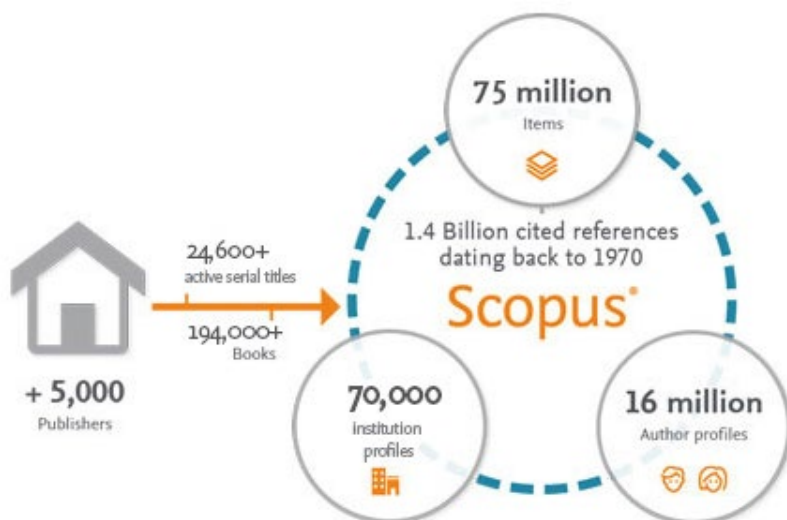 75 million
Items
1.4 Billion cited references
dating back to 1970
Scopus®
24,600+
active serial titles
194,000+
Books
+ 5,000
Publishers
70,000
institution
profiles
16 million
Author profiles